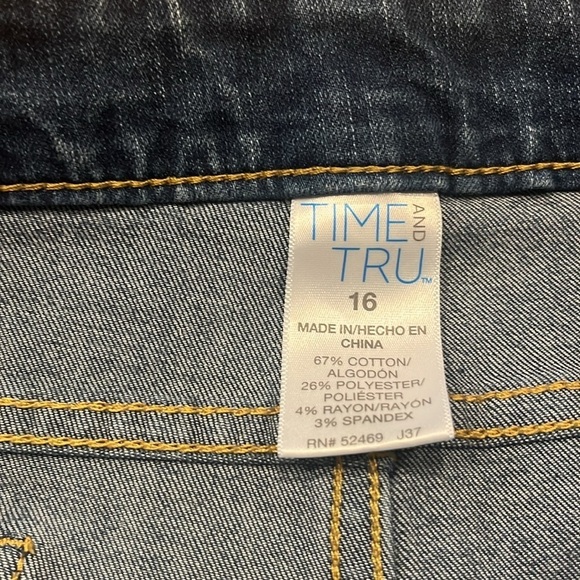 TIME AND
TRU™
16
MADE IN/HECHO EN
CHINA
67% COTTON/
ALGODÓN
26% POLYESTER/
POLIÉSTER
4% RAYON/RAYÓN
3% SPANDEX
RN# 52469 J37